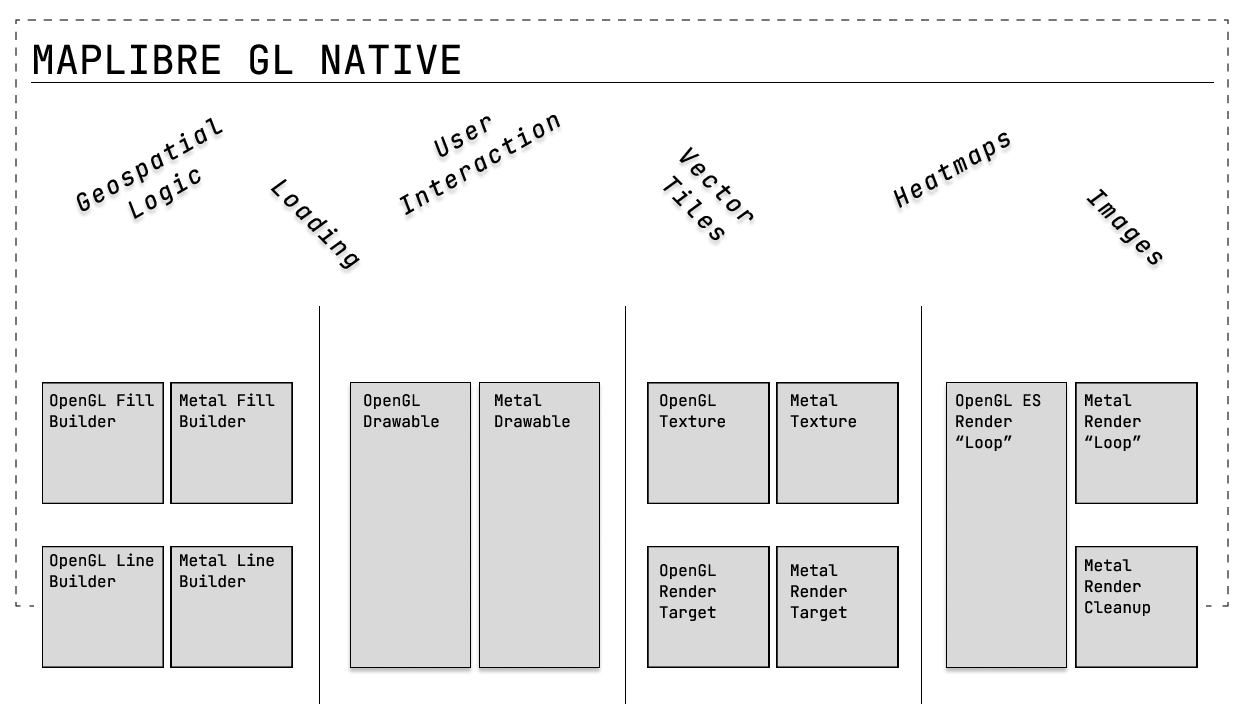 MAPLIBRE GL NATIVE
Geospatial
Logic
Loading
User
Interaction
Vector
Tiles
Heatmaps
Images
OpenGL Fill
Builder
Metal Fill
Builder
OpenGL Line
Builder
Metal Line
Builder
OpenGL
Drawable
Metal
Drawable
OpenGL
Texture
Metal
Texture
OpenGL
Render
Target
Metal
Render
Target
OpenGL ES
Render
“Loop”
Metal
Render
“Loop”
Metal
Render
Cleanup